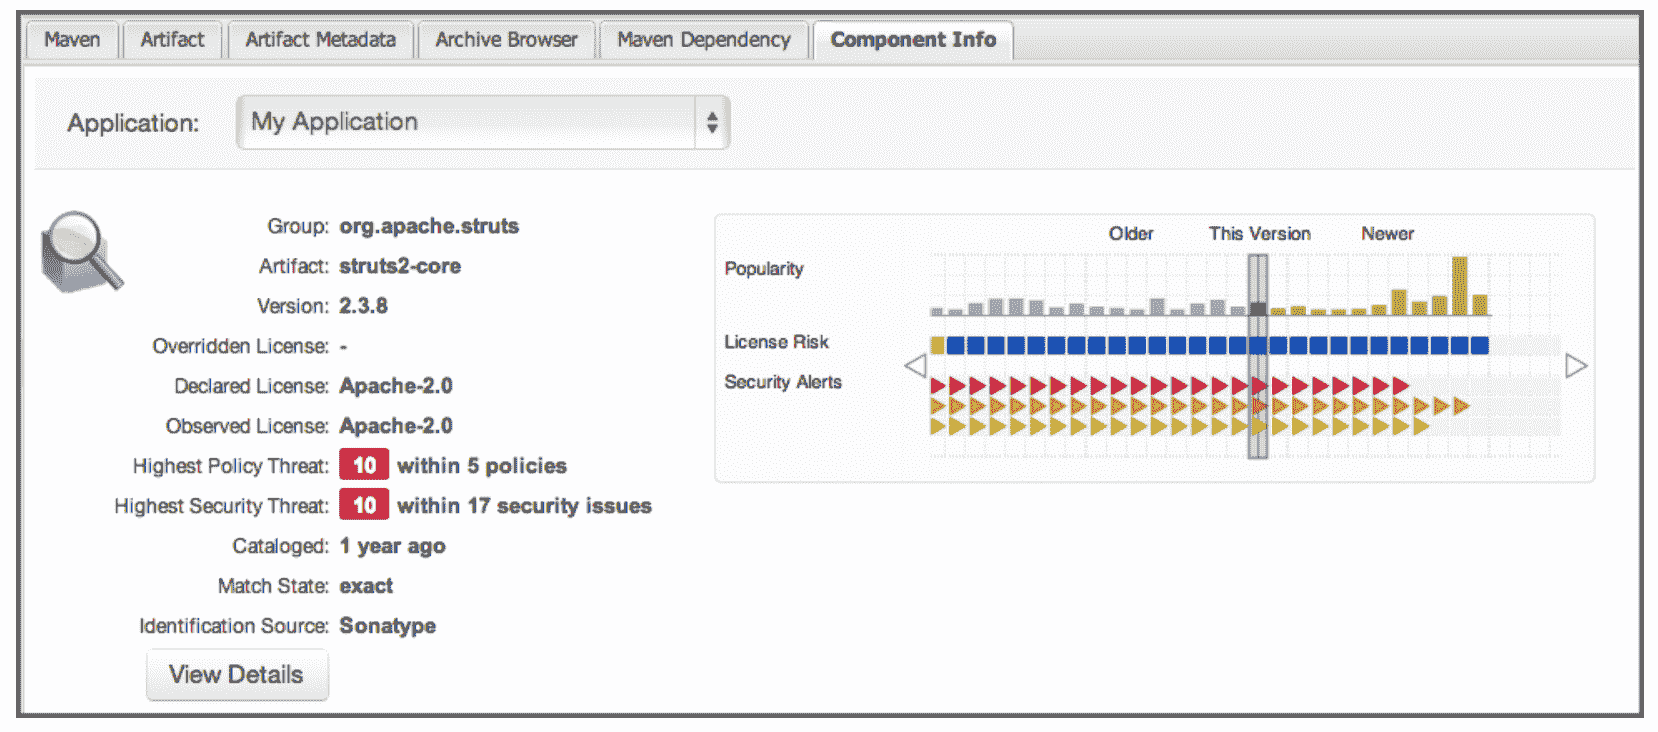 Maven Artifact Artifact Metadata Archive Browser Maven Dependency Component Info
Application: My Application
Group: org.apache.struts
Artifact: struts2-core
Version: 2.3.8
Overridden License: -
Declared License: Apache-2.0
Observed License: Apache-2.0
Highest Policy Threat: 10 within 5 policies
Highest Security Threat: 10 within 17 security issues
Cataloged: 1 year ago
Match State: exact
Identification Source: Sonatype
View Details
Older This Version Newer
Popularity
License Risk
Security Alerts